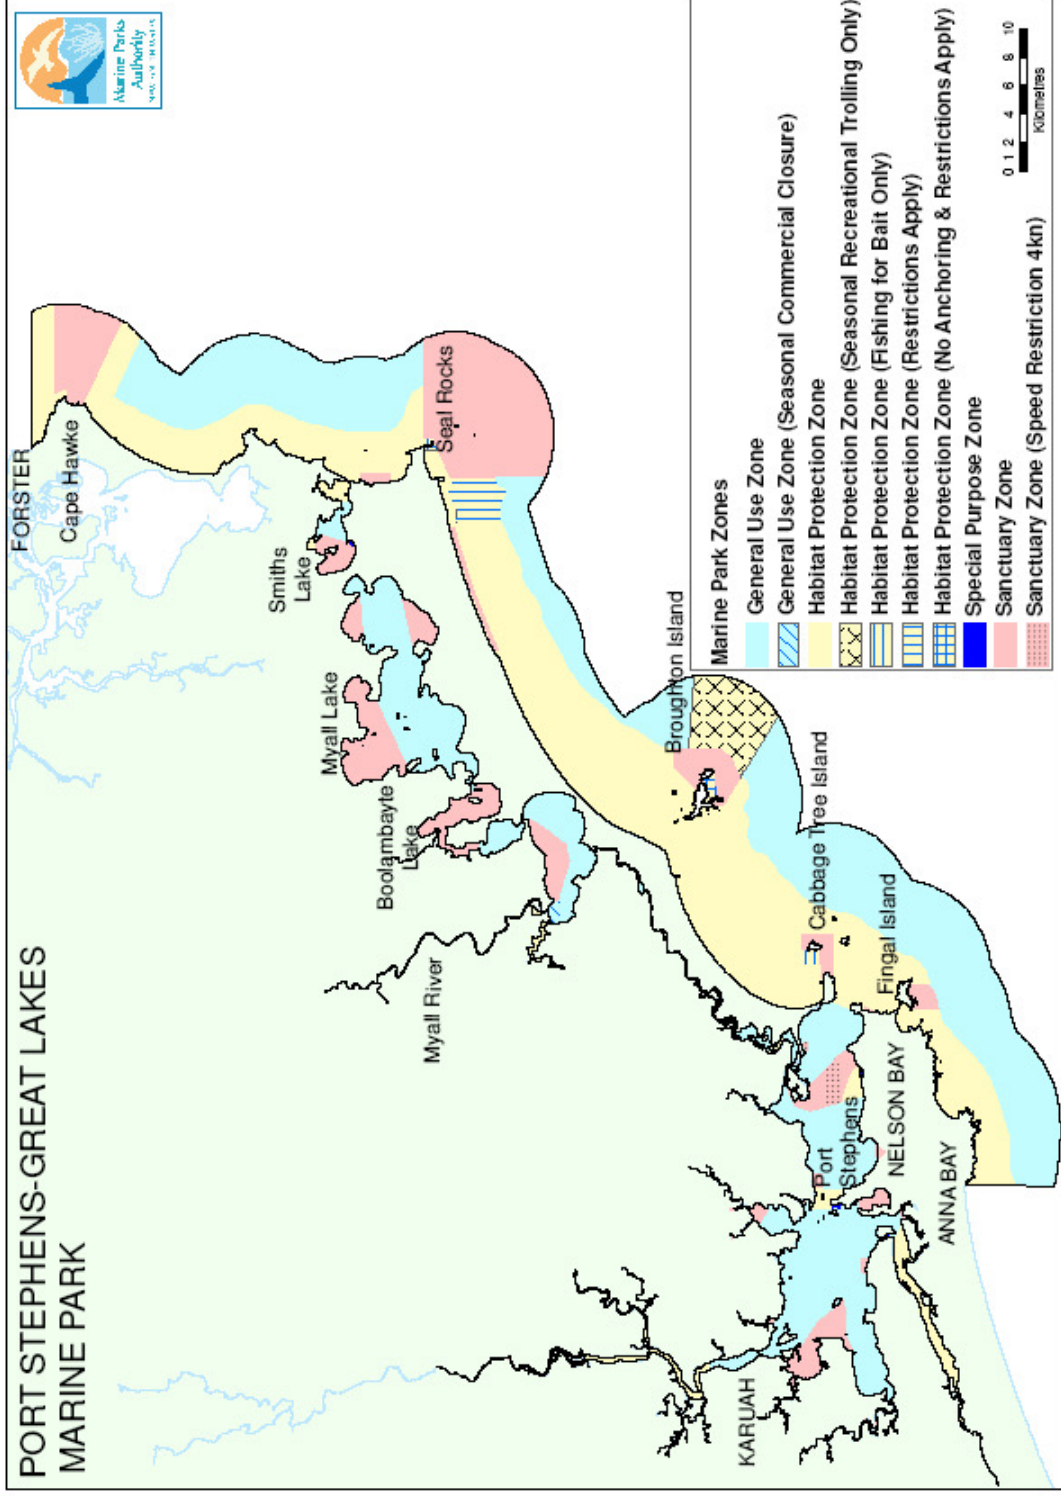 PORT STEPHENS-GREAT LAKES
MARINE PARK
Marine Parks
Authority
FORSTER
Cape Hawke
Smiths
Lake
Seal Rocks
Myall Lake
Boolambayte
Lake
Myall River
Broughton Island
Cabbage Tree Island
Fingal Island
Port
Stephens
NELSON BAY
ANNA BAY
KARUAH
Marine Park Zones
General Use Zone
General Use Zone (Seasonal Commercial Closure)
Habitat Protection Zone
Habitat Protection Zone (Seasonal Recreational Trolling Only)
Habitat Protection Zone (Fishing for Bait Only)
Habitat Protection Zone (Restrictions Apply)
Habitat Protection Zone (No Anchoring & Restrictions Apply)
Special Purpose Zone
Sanctuary Zone
Sanctuary Zone (Speed Restriction 4kn)
0 1 2 4 6 8 10
Kilometres